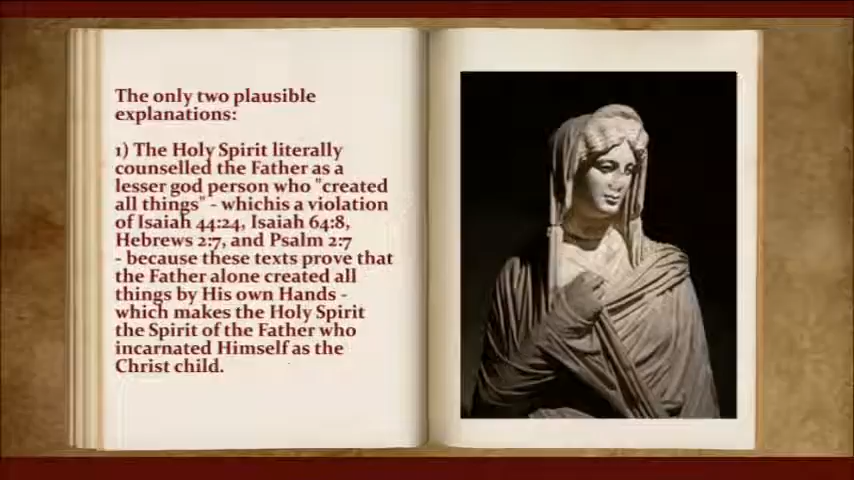 The only two plausible
explanations:
1) The Holy Spirit literally
counselled the Father as a
lesser god person who "created
all things" - whichis a violation
of Isaiah 44:24, Isaiah 64:8,
Hebrews 2:7, and Psalm 2:7
- because these texts prove that
the Father alone created all
things by His own Hands -
which makes the Holy Spirit
the Spirit of the Father who
incarnated Himself as the
Christ child.